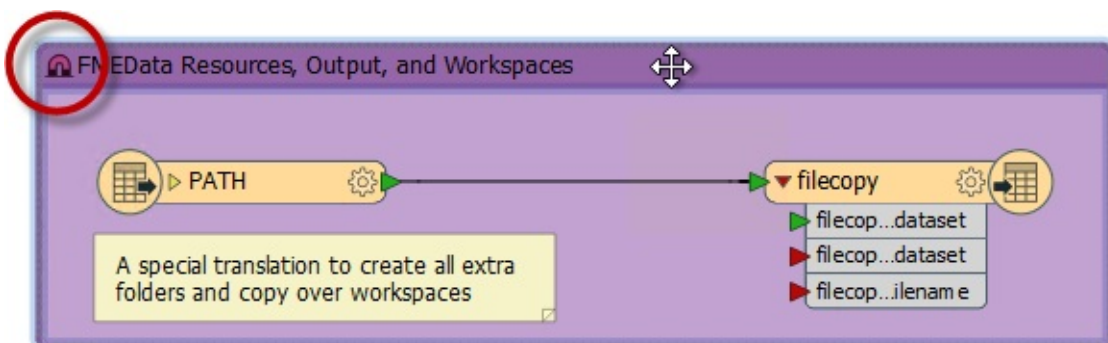 FMEData Resources, Output, and Workspaces
PATH
filecopy
filecop...dataset
filecop...dataset
filecop...ilename
A special translation to create all extra
folders and copy over workspaces